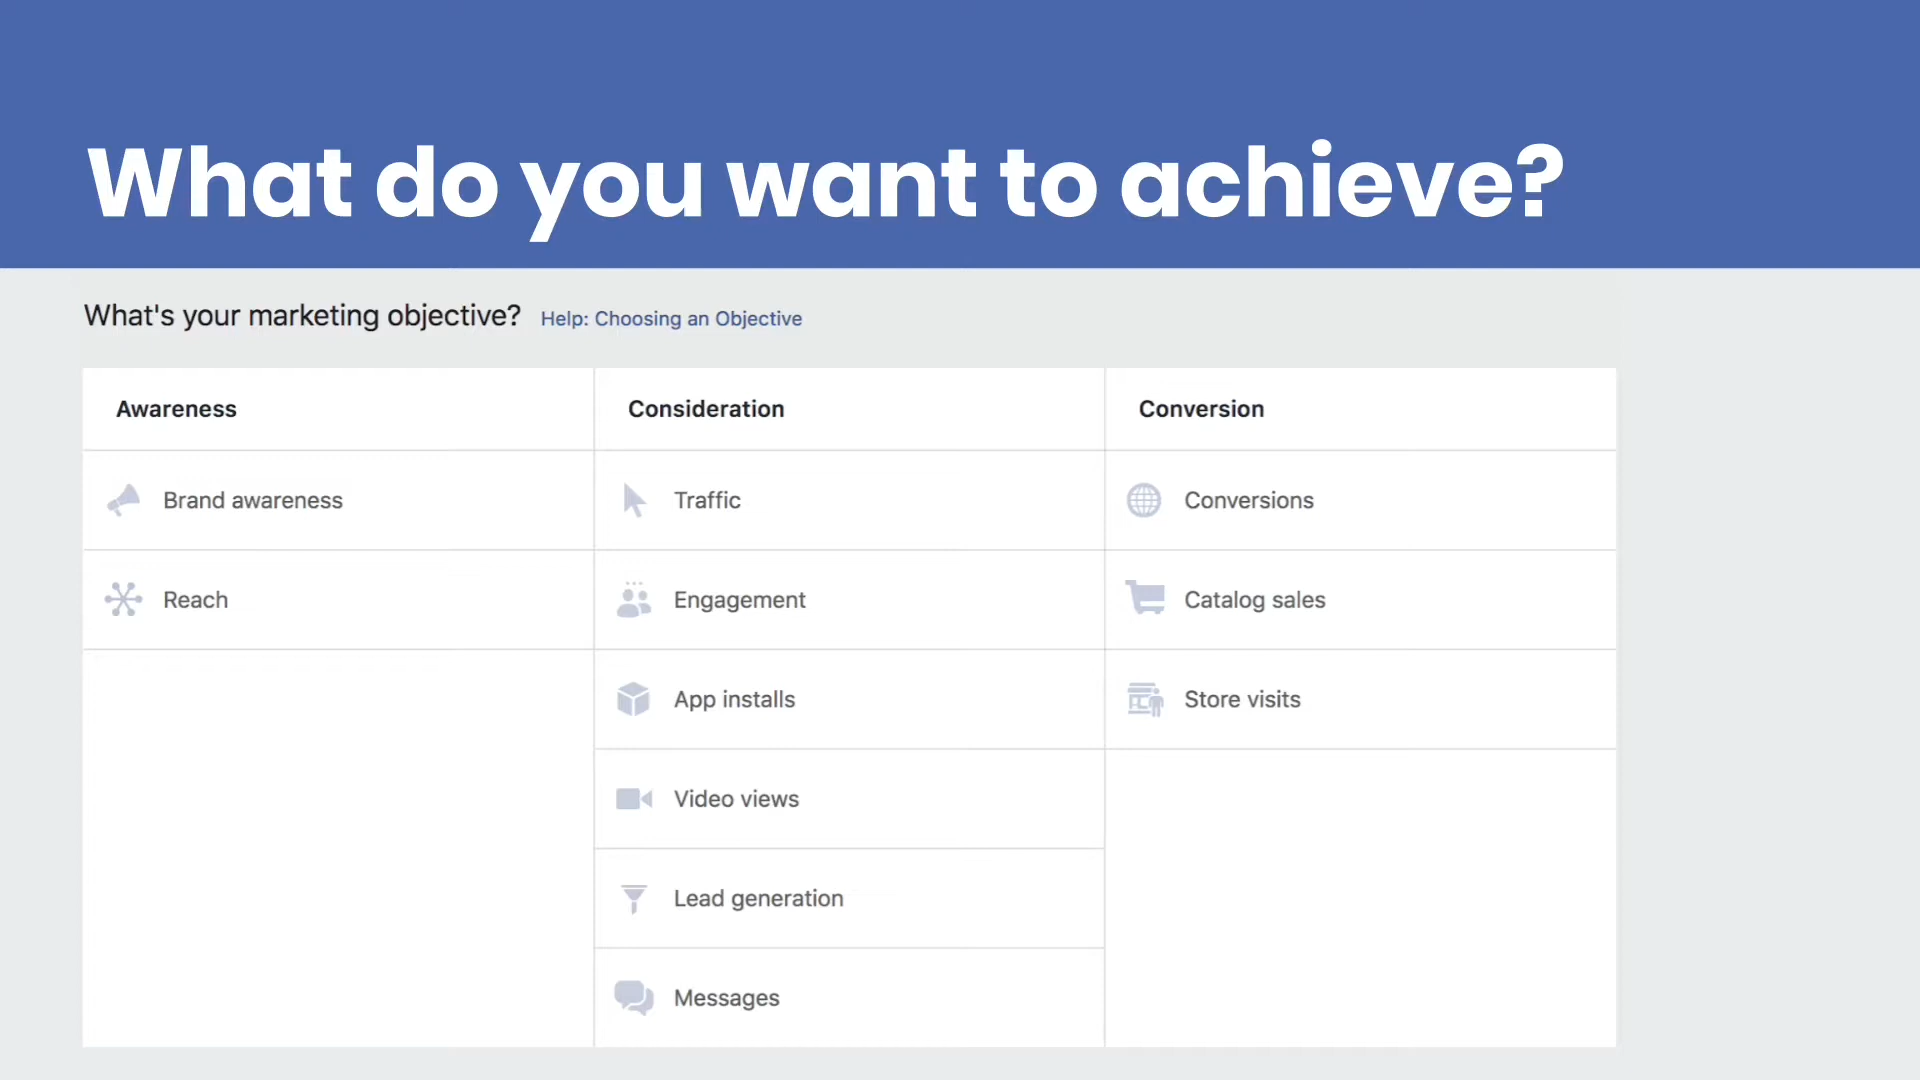 What do you want to achieve?
What's your marketing objective? Help: Choosing an Objective
Awareness Consideration Conversion
Brand awareness Traffic Conversions
Reach Engagement Catalog sales
App installs Store visits
Video views
Lead generation
Messages